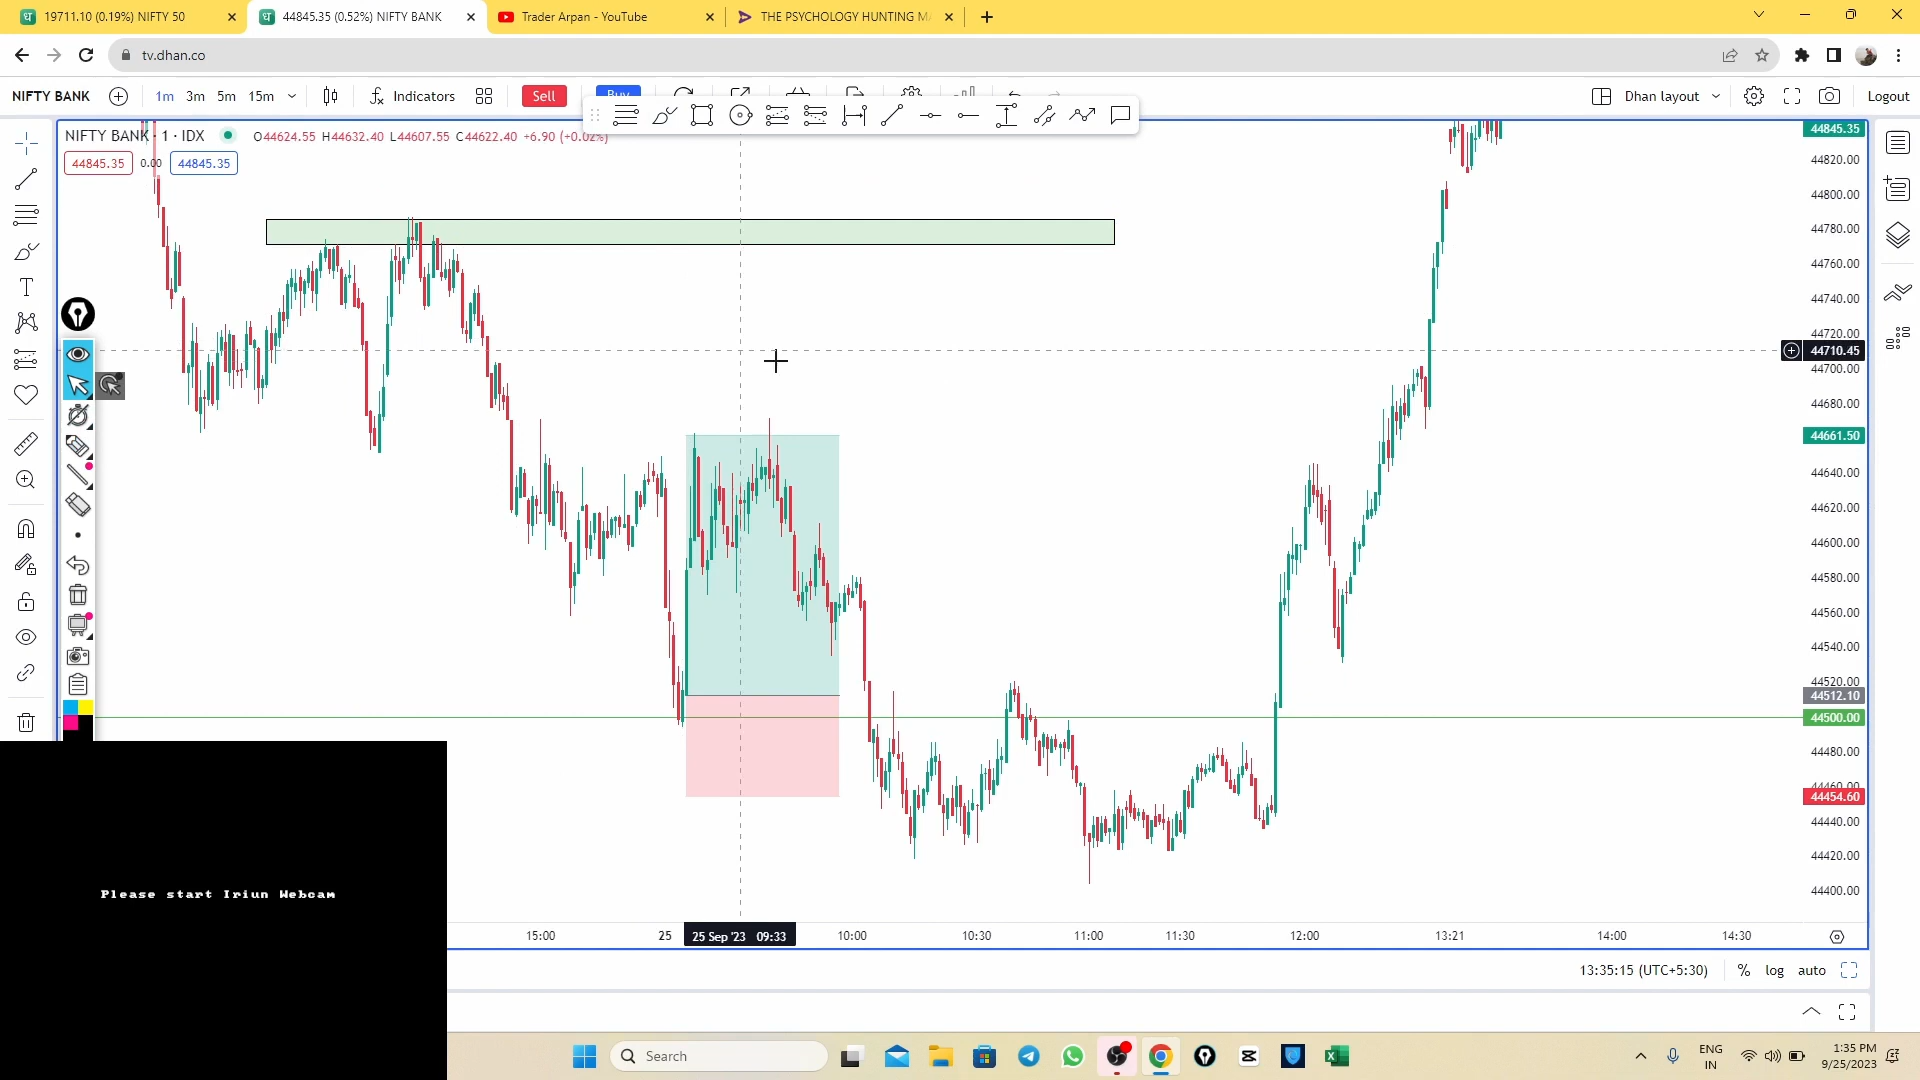 19711.10 (0.19%) NIFTY 50
44845.35 (0.52%) NIFTY BANK
Trader Arpan - YouTube
THE PSYCHOLOGY HUNTING
tv.dhan.co
NIFTY BANK
1m 3m 5m 15m
Indicators
Sell
Buy
Dhan layout
Logout
NIFTY BANK · 1 · IDX
O44624.55 H44632.40 L44607.55 C44622.40 +6.90 (+0.02%)
44845.35 0.00 44845.35
44845.35
44820.00
44800.00
44780.00
44760.00
44740.00
44720.00
44710.45
44700.00
44680.00
44661.50
44640.00
44620.00
44600.00
44580.00
44560.00
44540.00
44520.00
44512.10
44500.00
44480.00
44460.00
44454.60
44440.00
44420.00
44400.00
Please start Iriun Webcam
15:00 25 25 Sep '23 09:33 10:00 10:30 11:00 11:30 12:00 13:21 14:00 14:30
13:35:15 (UTC+5:30) % log auto
Search
ENG
IN
1:35 PM
9/25/2023